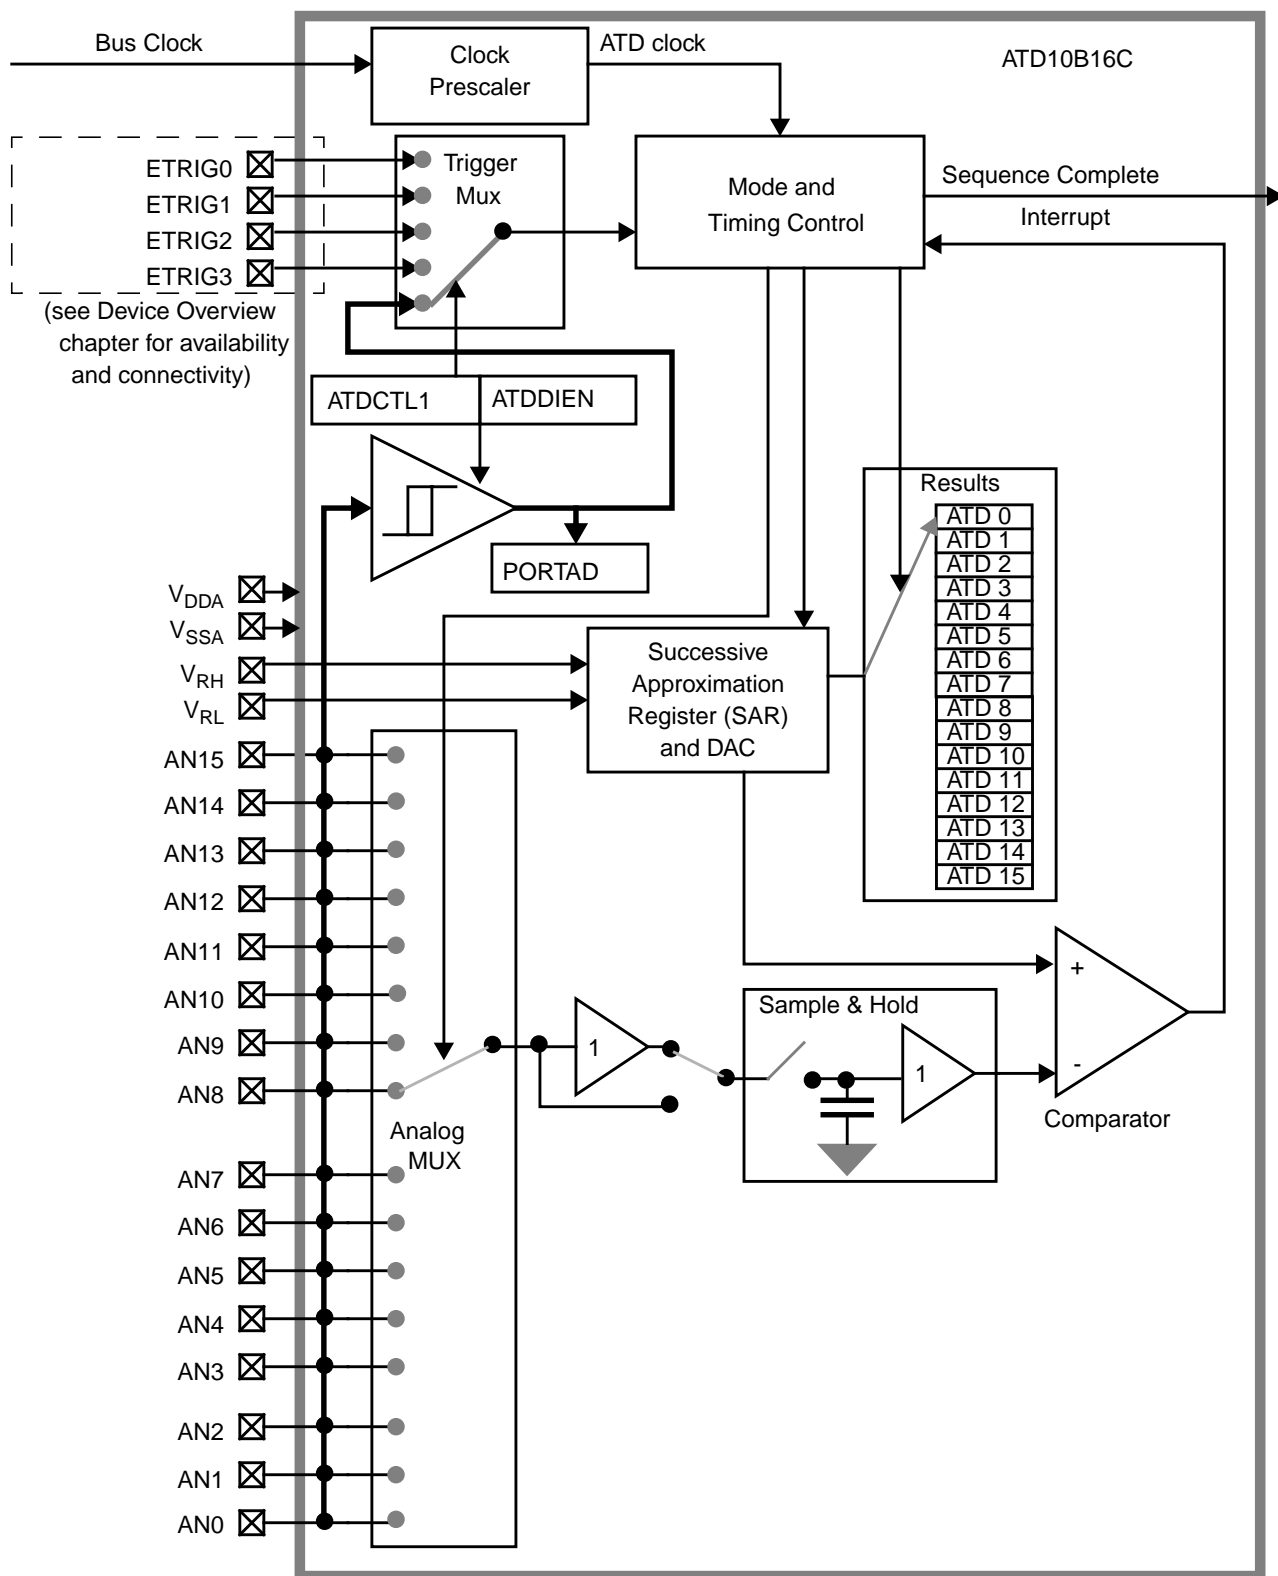 Bus Clock
Clock
Prescaler
ATD clock
ATD10B16C
ETRIG0
ETRIG1
ETRIG2
ETRIG3
(see Device Overview
chapter for availability
and connectivity)
Trigger
Mux
Mode and
Timing Control
Sequence Complete
Interrupt
ATDCTL1
ATDDIEN
PORTAD
Results
ATD 0
ATD 1
ATD 2
ATD 3
ATD 4
ATD 5
ATD 6
ATD 7
ATD 8
ATD 9
ATD 10
ATD 11
ATD 12
ATD 13
ATD 14
ATD 15
VDDA
VSSA
VRH
VRL
Successive
Approximation
Register (SAR)
and DAC
AN15
AN14
AN13
AN12
AN11
AN10
AN9
AN8
AN7
AN6
AN5
AN4
AN3
AN2
AN1
AN0
Analog
MUX
1
Sample & Hold
1
+
-
Comparator